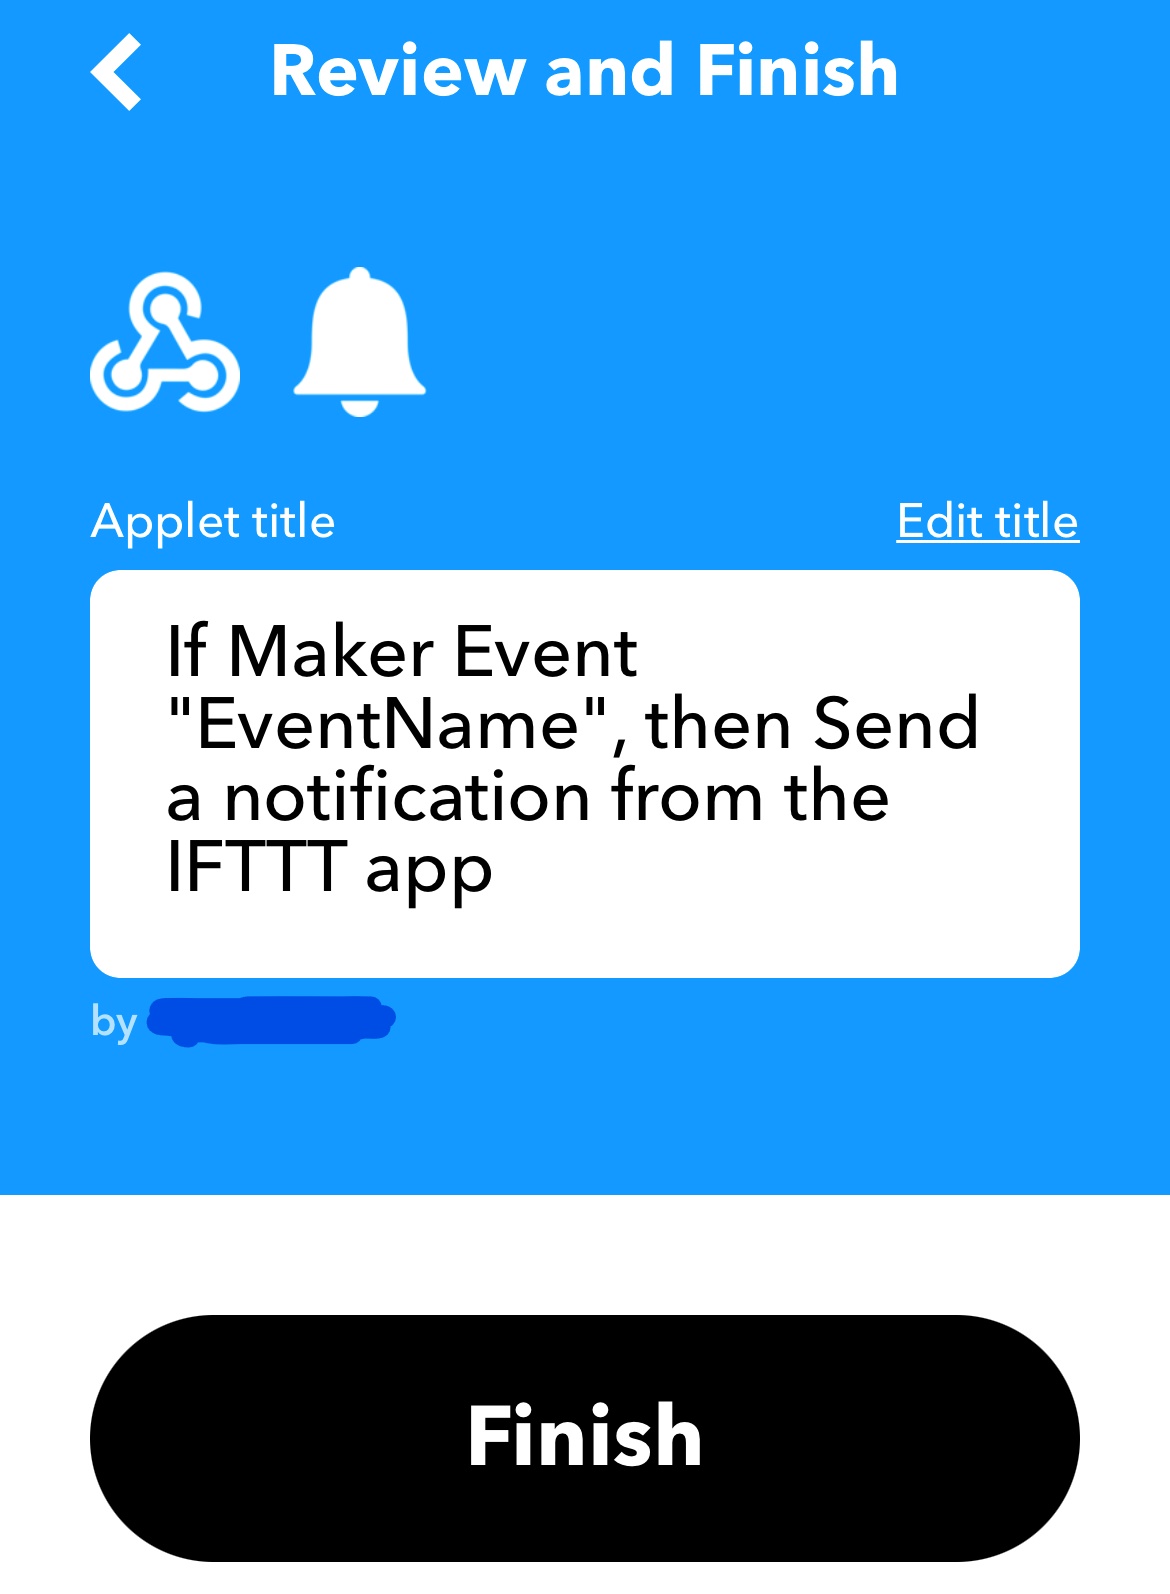 Review and Finish
Applet title
Edit title
If Maker Event
"EventName", then Send
a notification from the
IFTTT app
by
Finish